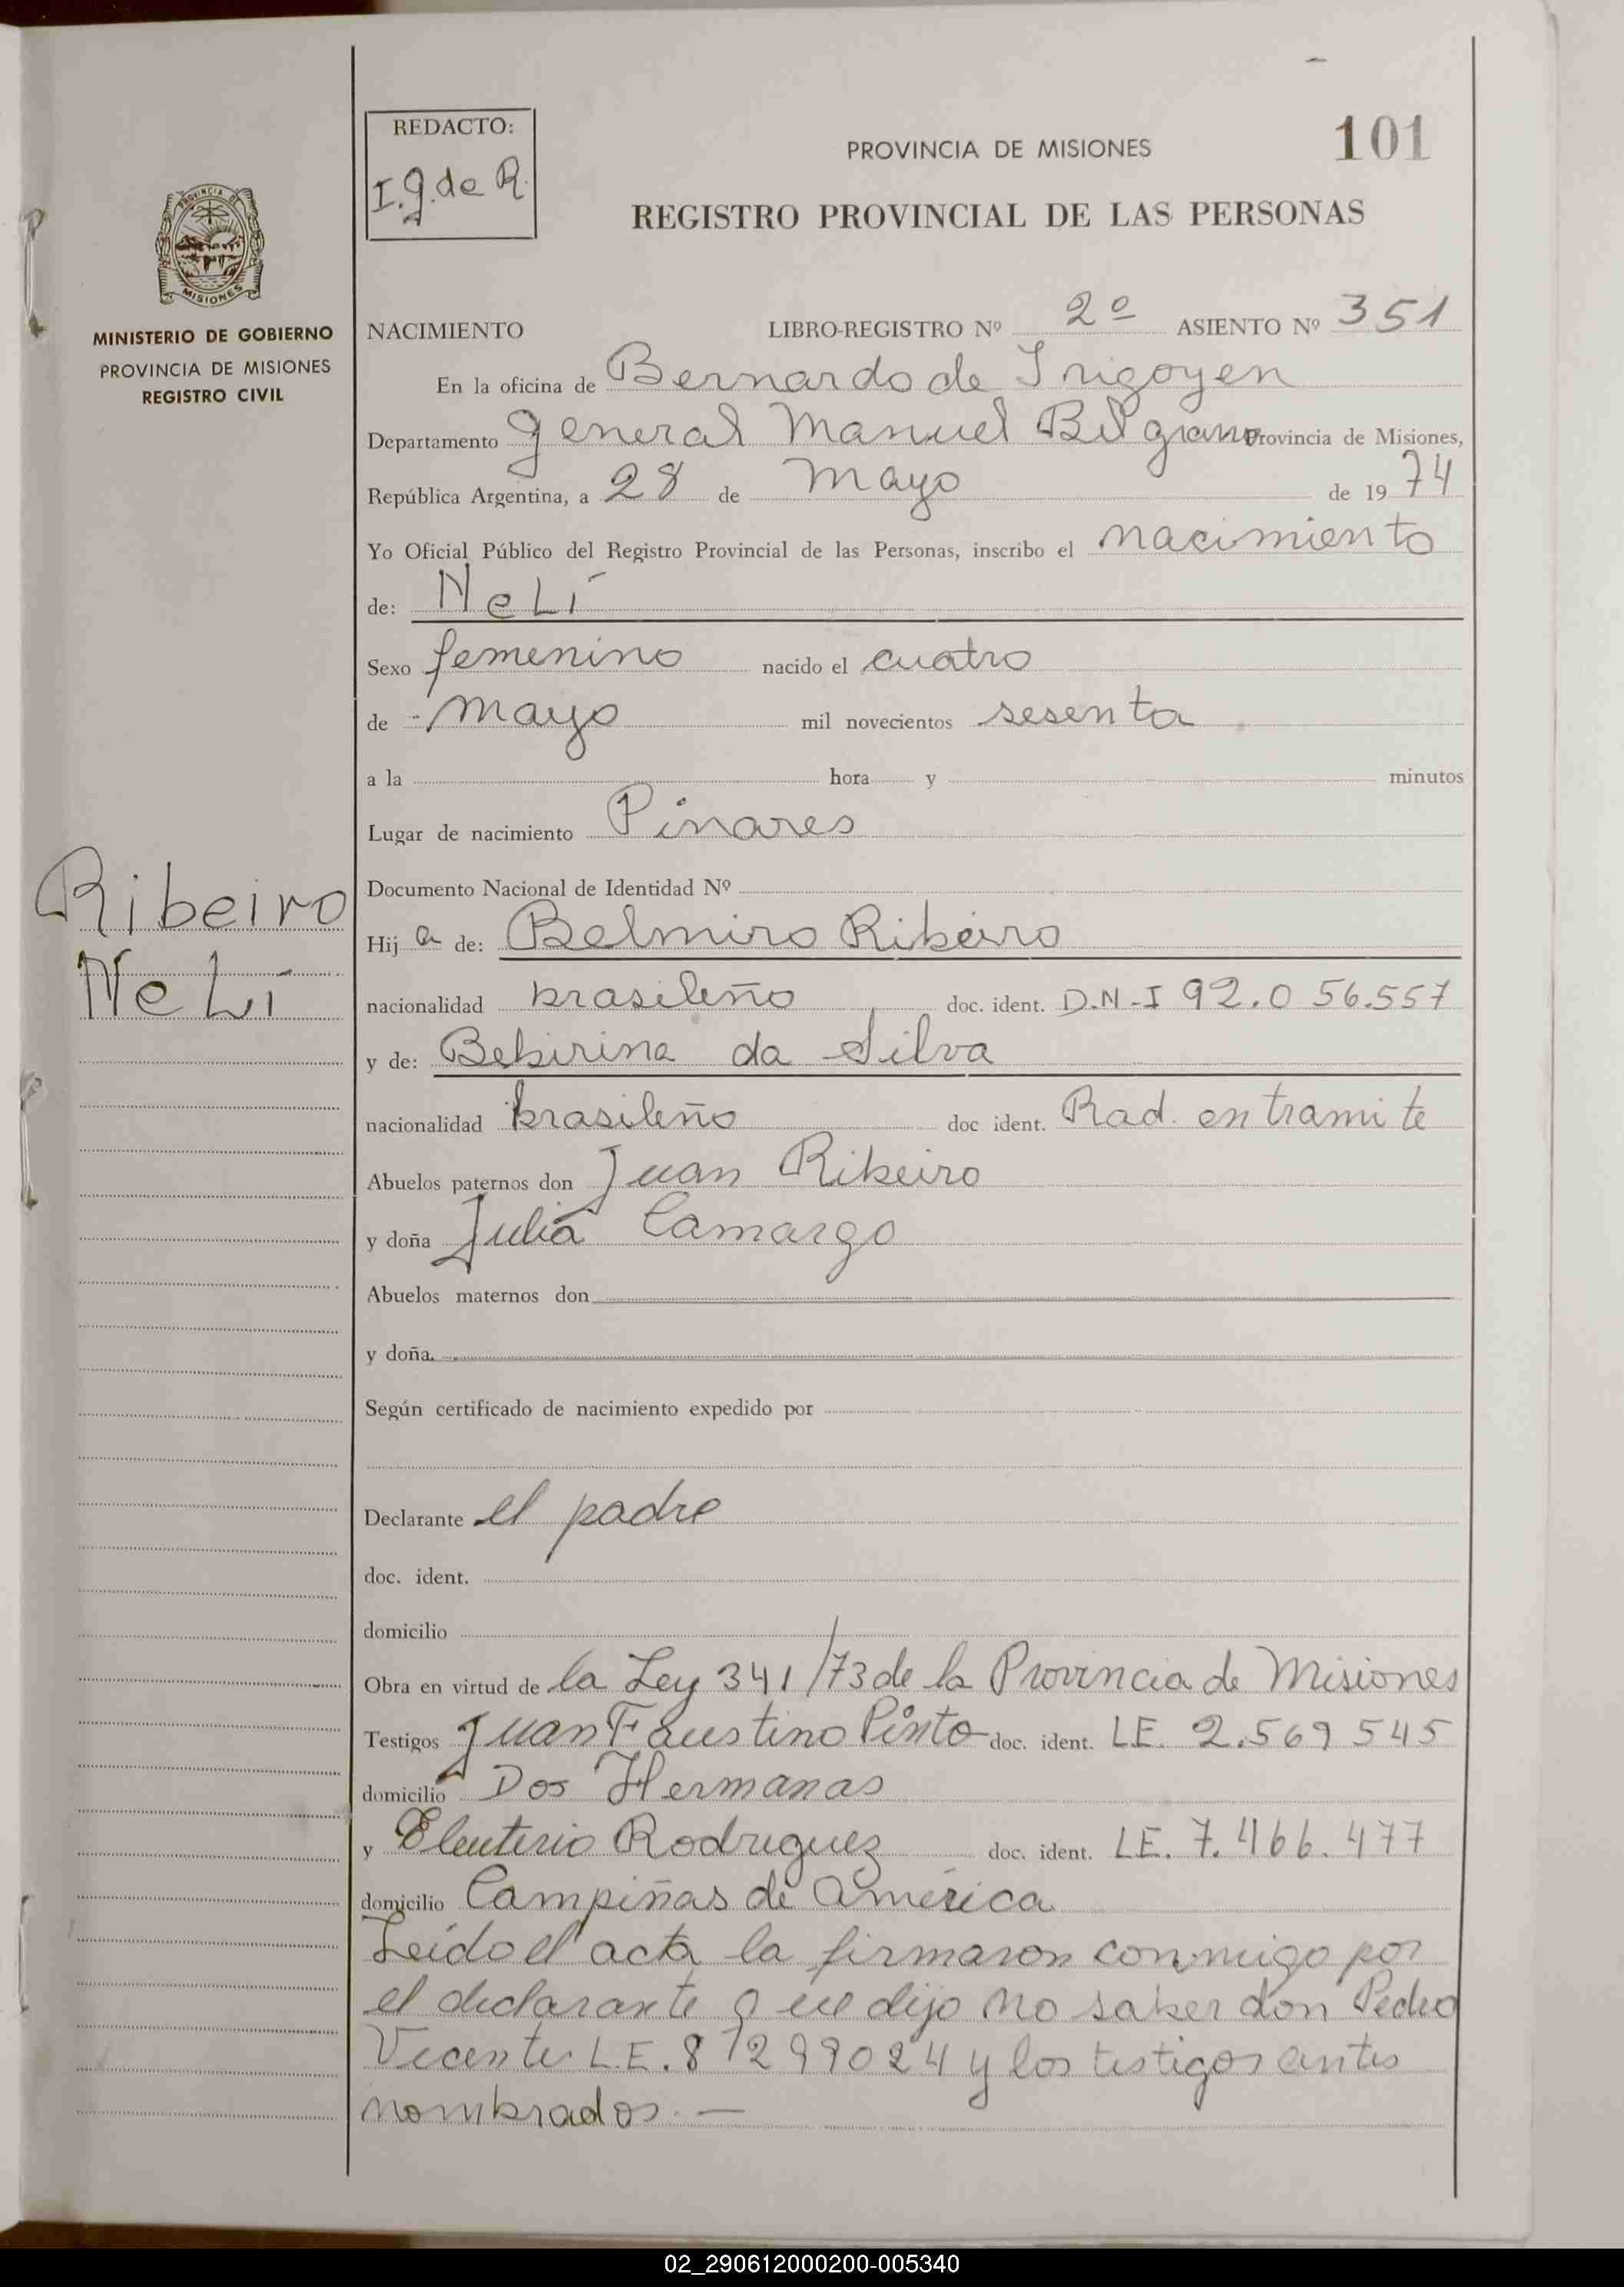 REDACTO:
I.g.de R.
PROVINCIA DE MISIONES
101
REGISTRO PROVINCIAL DE LAS PERSONAS
PROVINCIA DE
MISIONES
MINISTERIO DE GOBIERNO
PROVINCIA DE MISIONES
REGISTRO CIVIL
NACIMIENTO LIBRO-REGISTRO Nº 2º ASIENTO Nº 351
En la oficina de Bernardo de Irigoyen
Departamento General Manuel Belgrano Provincia de Misiones,
República Argentina, a 28 de Mayo de 1974
Yo Oficial Público del Registro Provincial de las Personas, inscribo el nacimiento
de: NeLí
Sexo femenino nacido el cuatro
de mayo mil novecientos sesenta
a la hora y minutos
Lugar de nacimiento Pinares
Documento Nacional de Identidad Nº
Ribeiro
NeLí
Hija de: Belmiro Ribeiro
nacionalidad brasileño doc. ident. D.N-I 92.056.557
y de: Bebirina da Silva
nacionalidad brasileño doc ident. Rad. en tramite
Abuelos paternos don Juan Ribeiro
y doña Julia Camargo
Abuelos maternos don
y doña
Según certificado de nacimiento expedido por
Declarante el padre
doc. ident.
domicilio
Obra en virtud de la Ley 341/73 de la Provincia de Misiones
Testigos Juan Faustino Pinto doc. ident. LE. 2.569545
domicilio Dos Hermanas
y Eleuterio Rodriguez doc. ident. LE. 7.466.477
domicilio Campiñas de América
Leído el acta la firmaron conmigo por
el declarante que dijo no saber don Pedro
Vicente L.E. 8/299024 y los testigos antes
nombrados.—
02_290612000200-005340